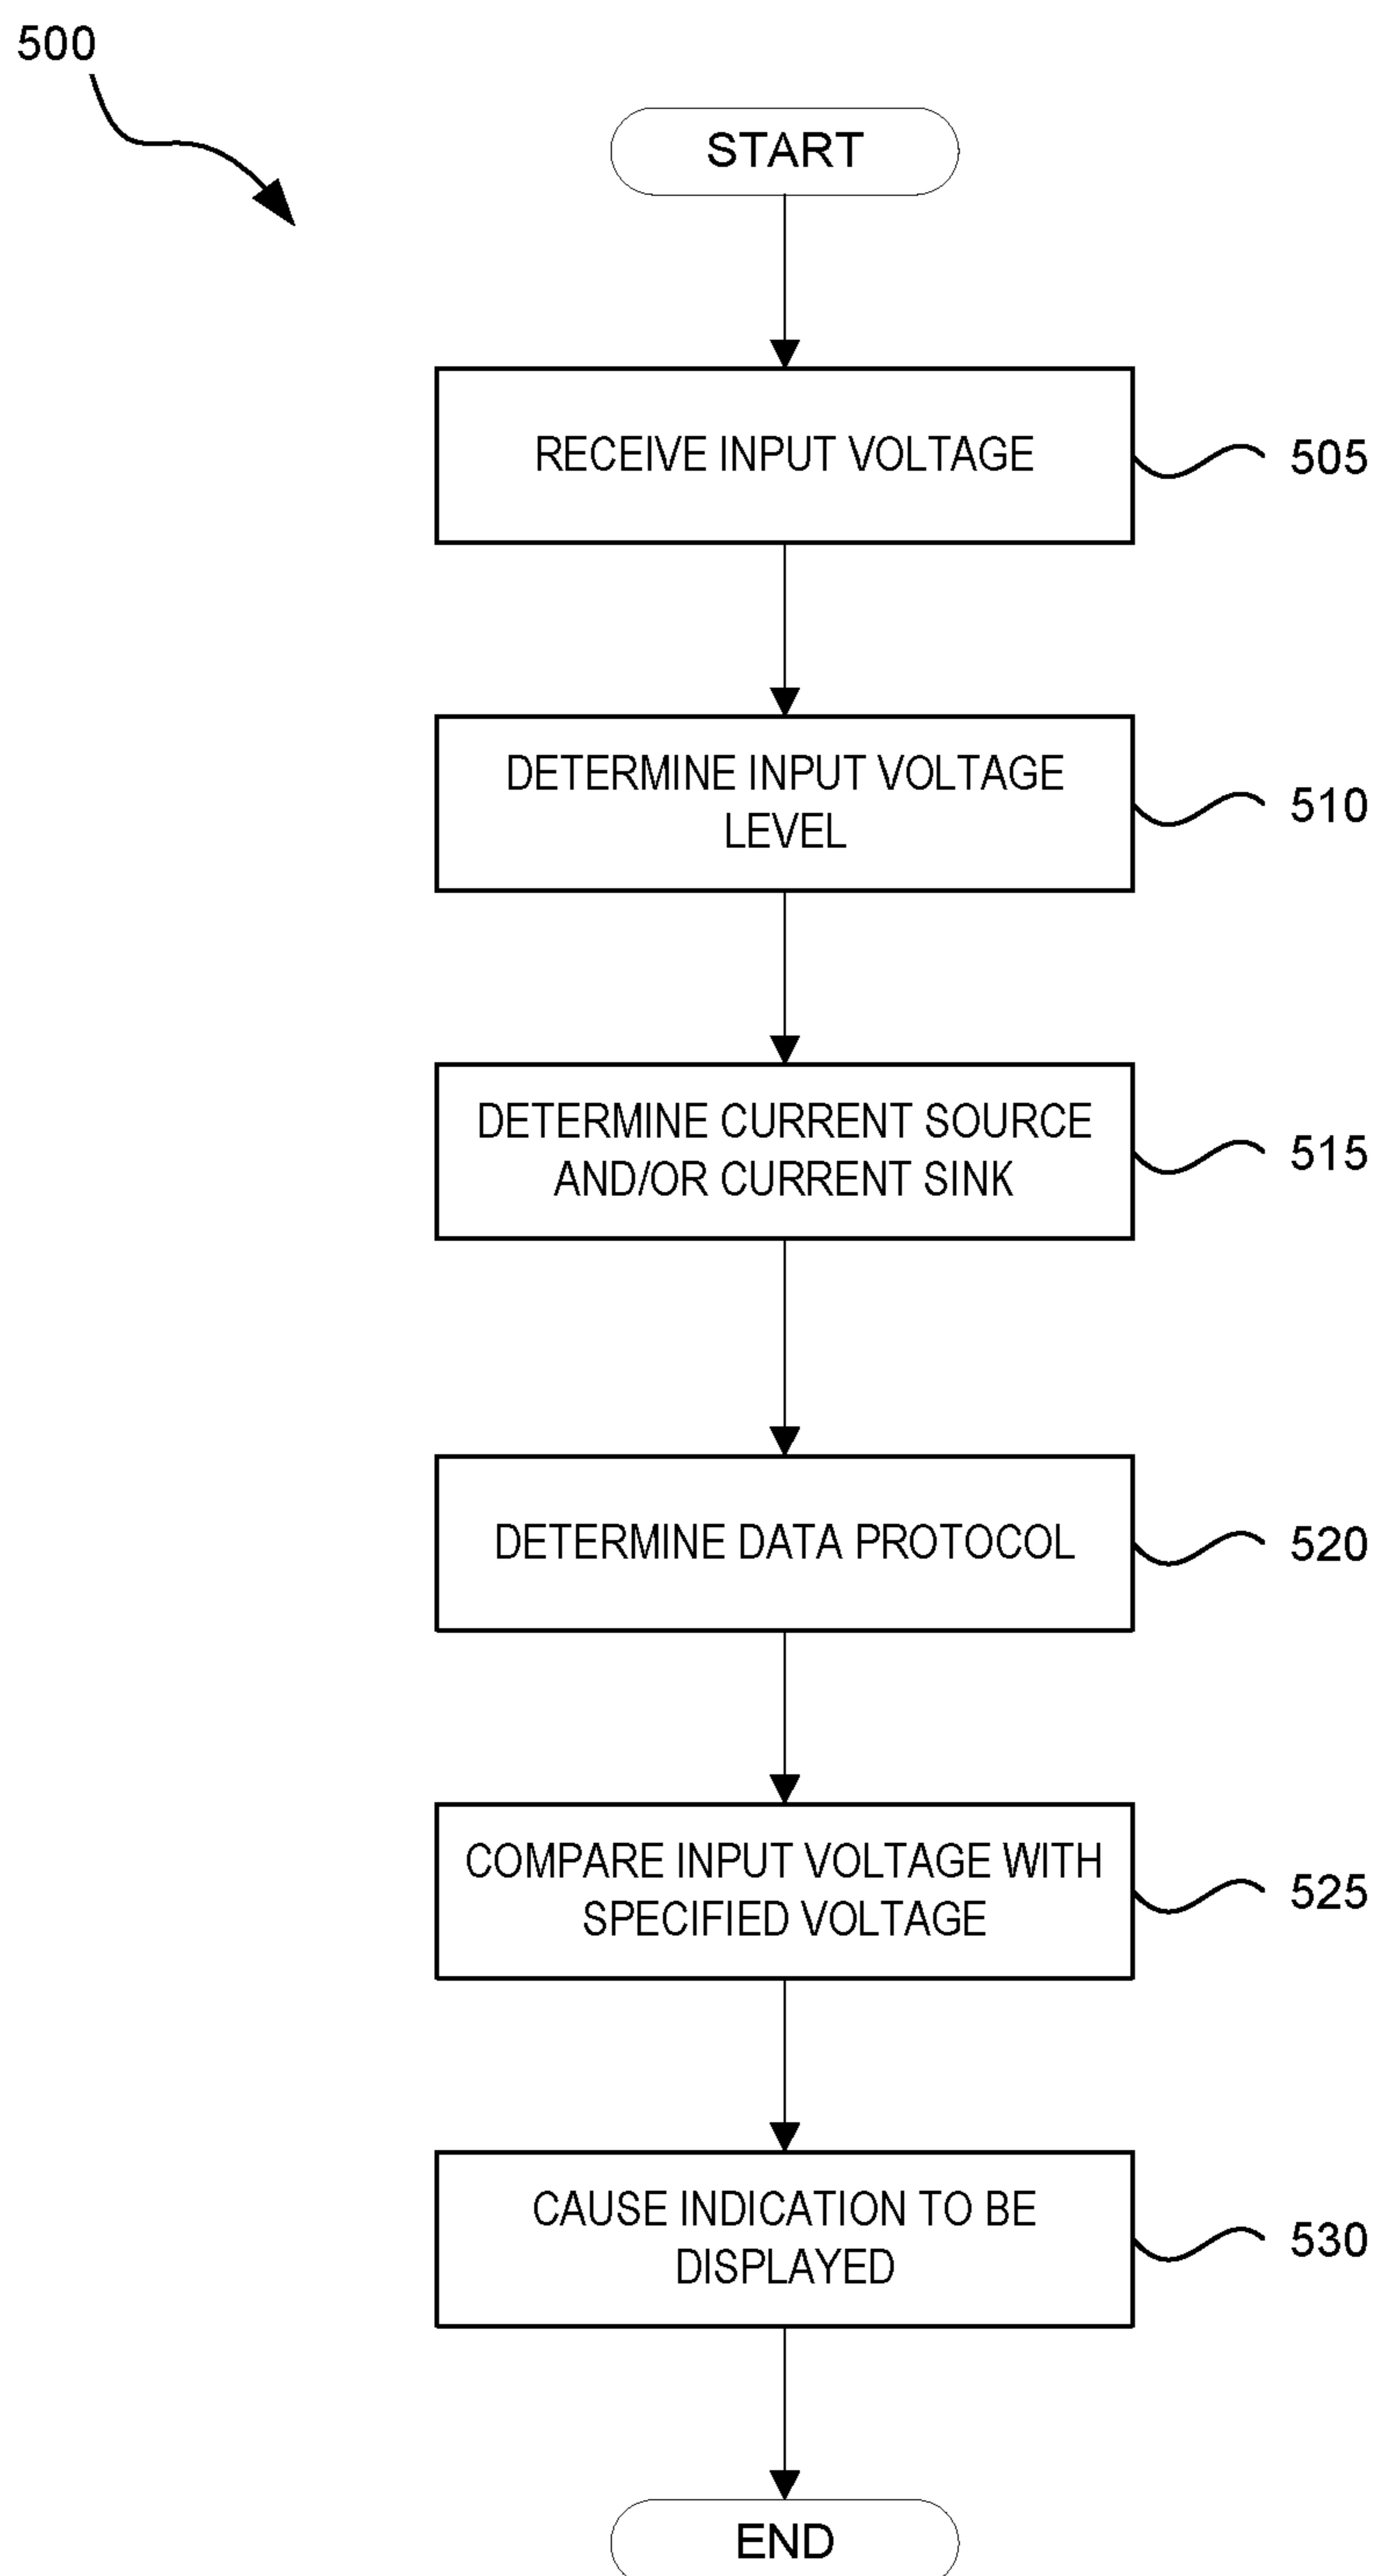 500
START
RECEIVE INPUT VOLTAGE
505
DETERMINE INPUT VOLTAGE
LEVEL
510
DETERMINE CURRENT SOURCE
AND/OR CURRENT SINK
515
DETERMINE DATA PROTOCOL
520
COMPARE INPUT VOLTAGE WITH
SPECIFIED VOLTAGE
525
CAUSE INDICATION TO BE
DISPLAYED
530
END